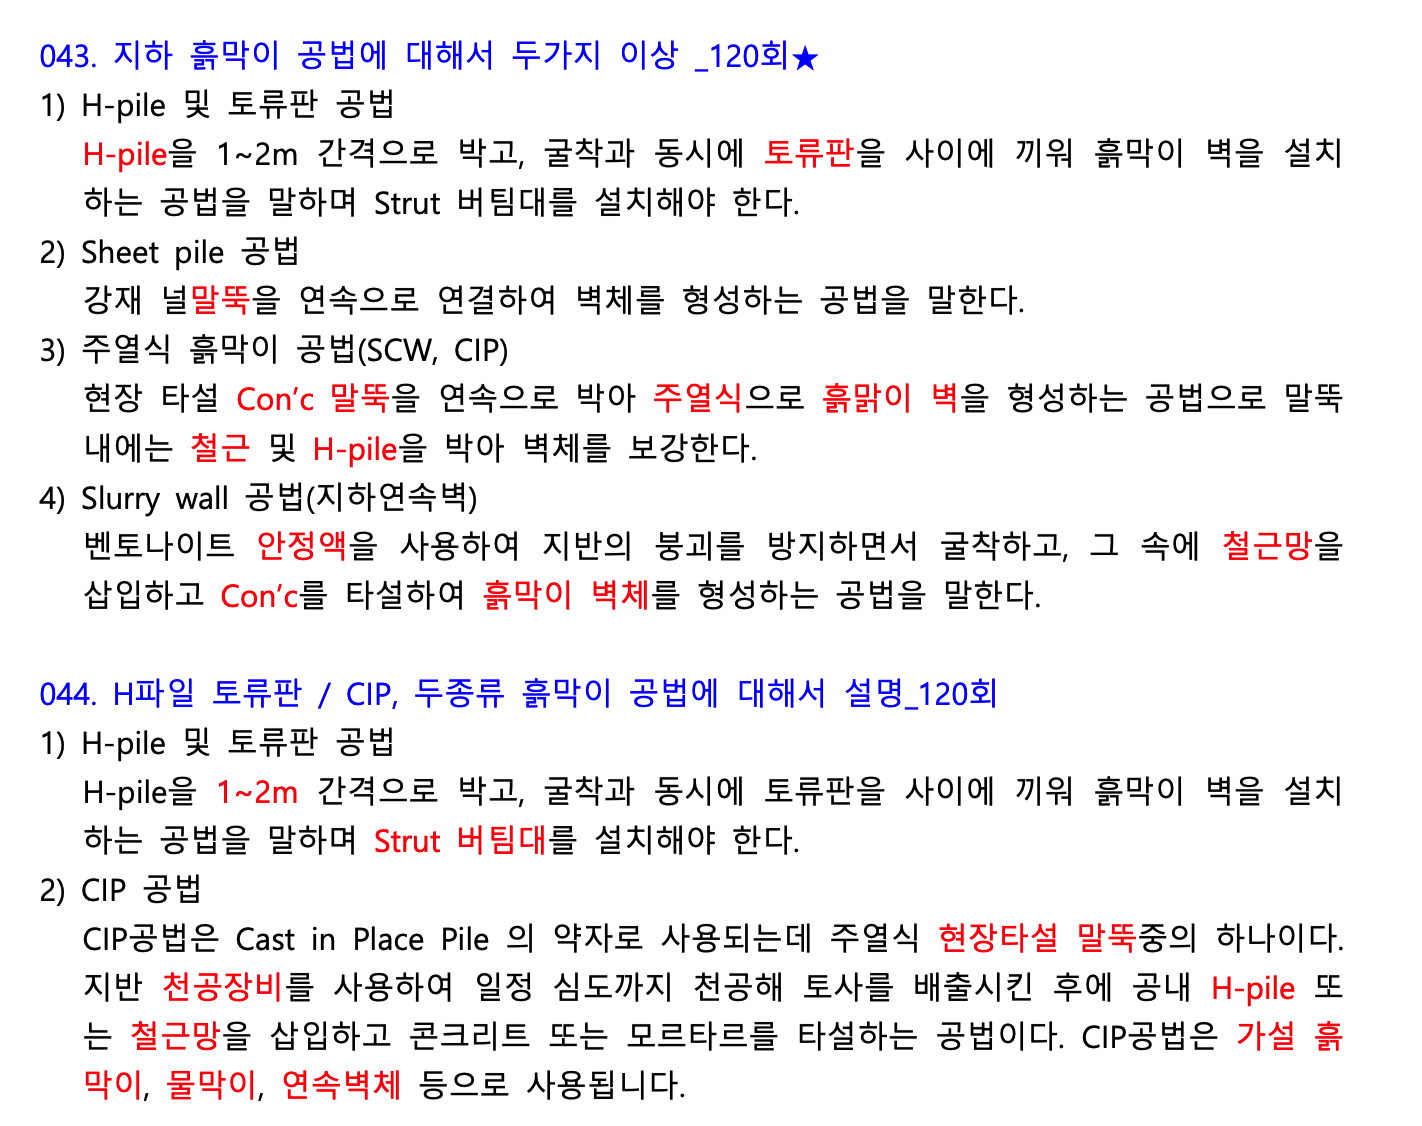 043. 지하 흙막이 공법에 대해서 두가지 이상 _120회★
1) H-pile 및 토류판 공법
H-pile을 1~2m 간격으로 박고, 굴착과 동시에 토류판을 사이에 끼워 흙막이 벽을 설치
하는 공법을 말하며 Strut 버팀대를 설치해야 한다.
2) Sheet pile 공법
강재 널말뚝을 연속으로 연결하여 벽체를 형성하는 공법을 말한다.
3) 주열식 흙막이 공법(SCW, CIP)
현장 타설 Con’c 말뚝을 연속으로 박아 주열식으로 흙맑이 벽을 형성하는 공법으로 말뚝
내에는 철근 및 H-pile을 박아 벽체를 보강한다.
4) Slurry wall 공법(지하연속벽)
벤토나이트 안정액을 사용하여 지반의 붕괴를 방지하면서 굴착하고, 그 속에 철근망을
삽입하고 Con’c를 타설하여 흙막이 벽체를 형성하는 공법을 말한다.
044. H파일 토류판 / CIP, 두종류 흙막이 공법에 대해서 설명_120회
1) H-pile 및 토류판 공법
H-pile을 1~2m 간격으로 박고, 굴착과 동시에 토류판을 사이에 끼워 흙막이 벽을 설치
하는 공법을 말하며 Strut 버팀대를 설치해야 한다.
2) CIP 공법
CIP공법은 Cast in Place Pile 의 약자로 사용되는데 주열식 현장타설 말뚝중의 하나이다.
지반 천공장비를 사용하여 일정 심도까지 천공해 토사를 배출시킨 후에 공내 H-pile 또
는 철근망을 삽입하고 콘크리트 또는 모르타르를 타설하는 공법이다. CIP공법은 가설 흙
막이, 물막이, 연속벽체 등으로 사용됩니다.